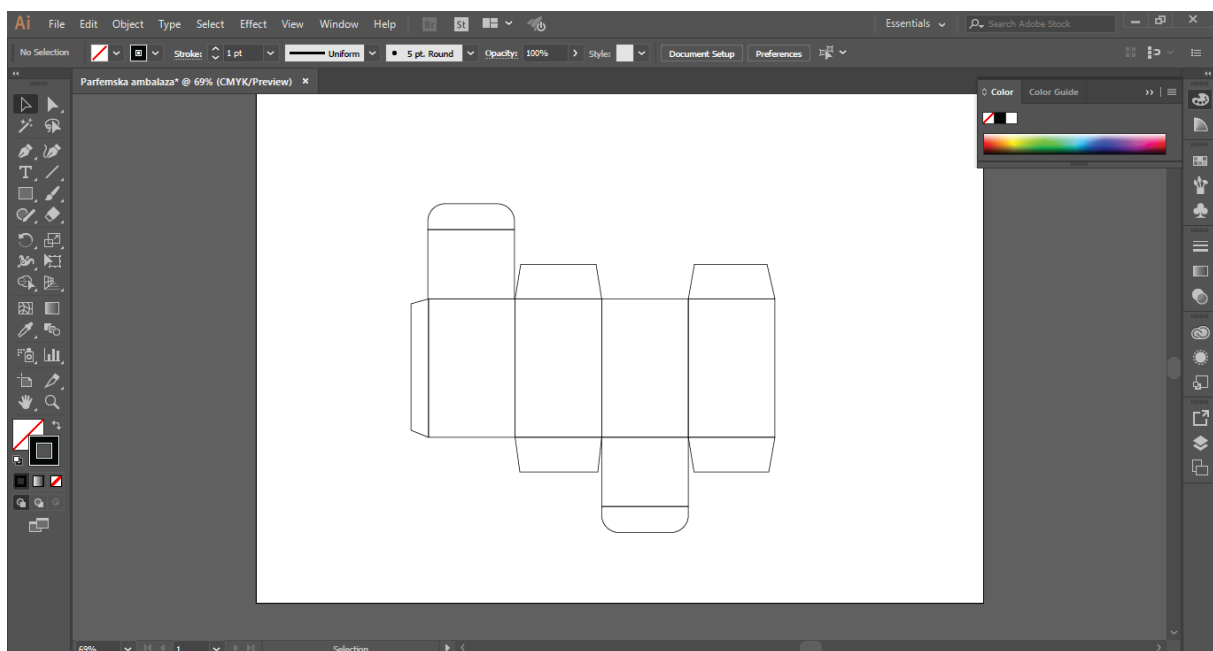 Ai File Edit Object Type Select Effect View Window Help Br St Essentials Search Adobe Stock
No Selection Stroke: 1 pt Uniform 5 pt. Round Opacity: 100% Style: Document Setup Preferences
Parfemska ambalaza* @ 69% (CMYK/Preview) ×
Color Color Guide
69% 1 Selection